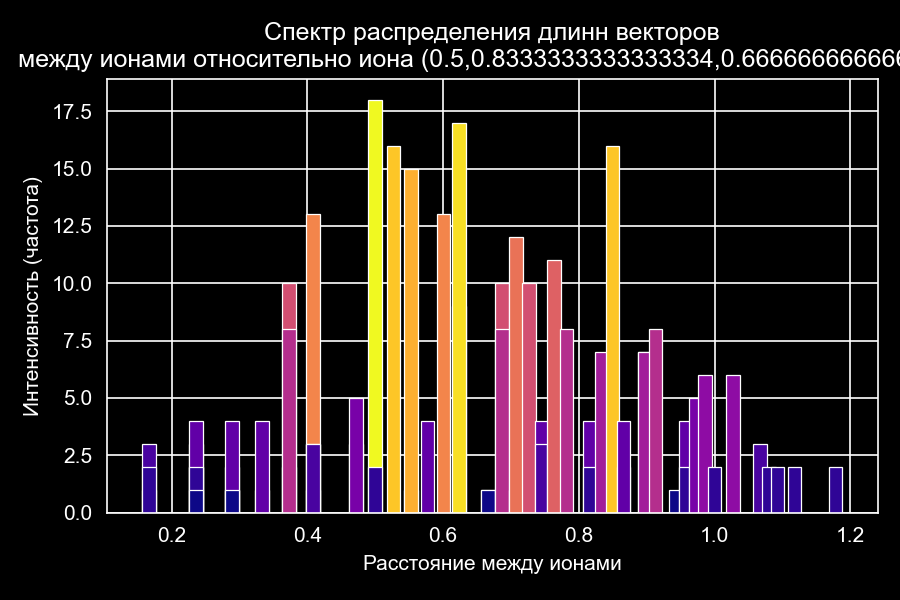 Спектр распределения длинн векторов
между ионами относительно иона (0.5,0.8333333333333334,0.666666666666
17.5
15.0
12.5
10.0
7.5
5.0
2.5
0.0
Интенсивность (частота)
0.2 0.4 0.6 0.8 1.0 1.2
Расстояние между ионами